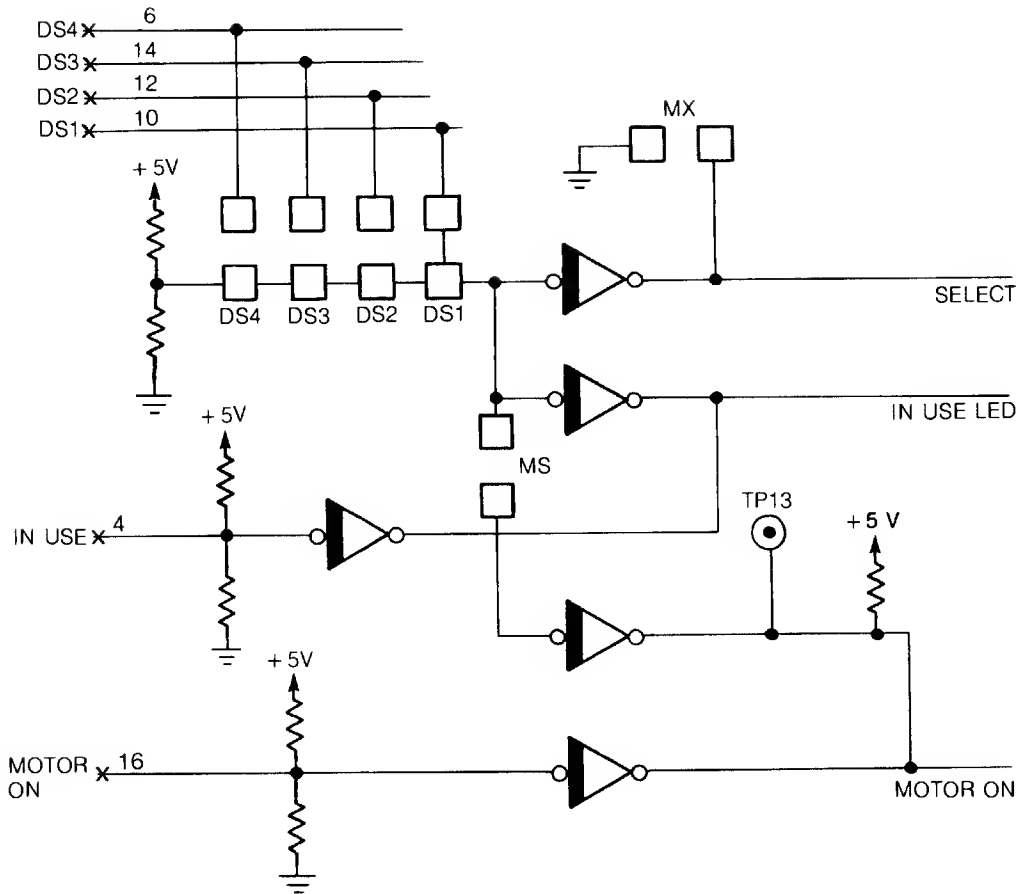 DS4 6
DS3 14
DS2 12
DS1 10
MX
+ 5V
SELECT
DS4 DS3 DS2 DS1
+ 5V
IN USE LED
MS
IN USE 4
TP13
+ 5 V
+ 5V
MOTOR ON 16
MOTOR ON